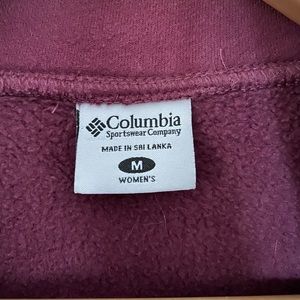 Columbia
Sportswear Company
MADE IN SRI LANKA
M
WOMEN'S